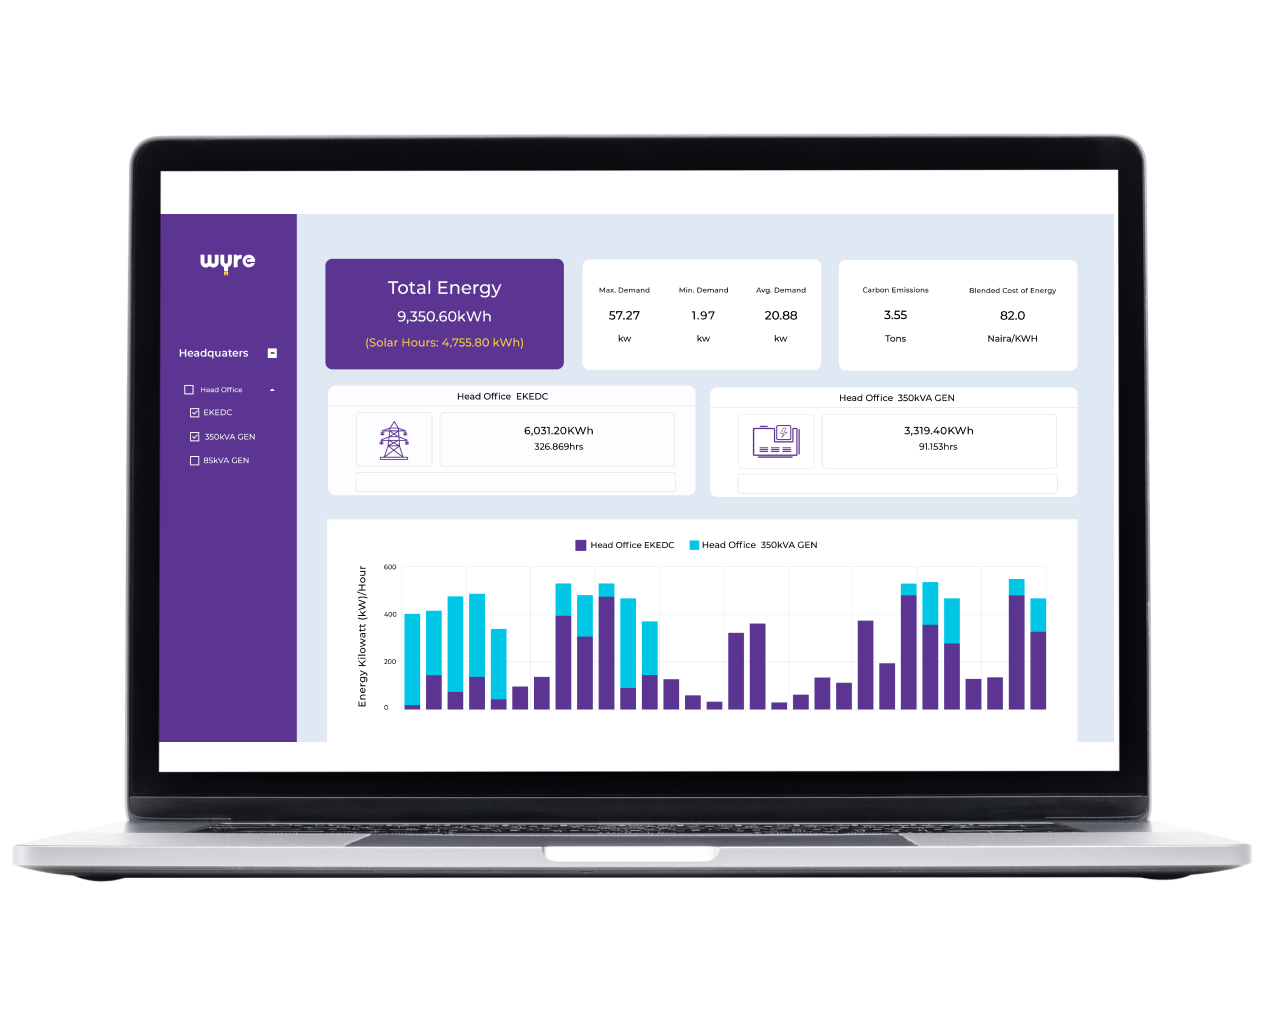 wyre
Headquaters
Head Office
EKEDC
350kVA GEN
85kVA GEN
Total Energy
9,350.60kWh
(Solar Hours: 4,755.80 kWh)
Max. Demand
57.27
kw
Min. Demand
1.97
kw
Avg. Demand
20.88
kw
Carbon Emissions
3.55
Tons
Blended Cost of Energy
82.0
Naira/KWH
Head Office EKEDC
6,031.20KWh
326.869hrs
Head Office 350kVA GEN
3,319.40KWh
91.153hrs
Head Office EKEDC
Head Office 350kVA GEN
Energy Kilowatt (kW)/Hour
600
400
200
0